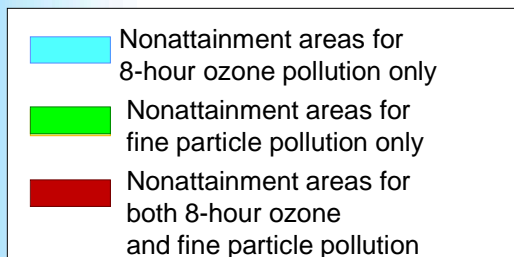 Nonattainment areas for
8-hour ozone pollution only
Nonattainment areas for
fine particle pollution only
Nonattainment areas for
both 8-hour ozone
and fine particle pollution